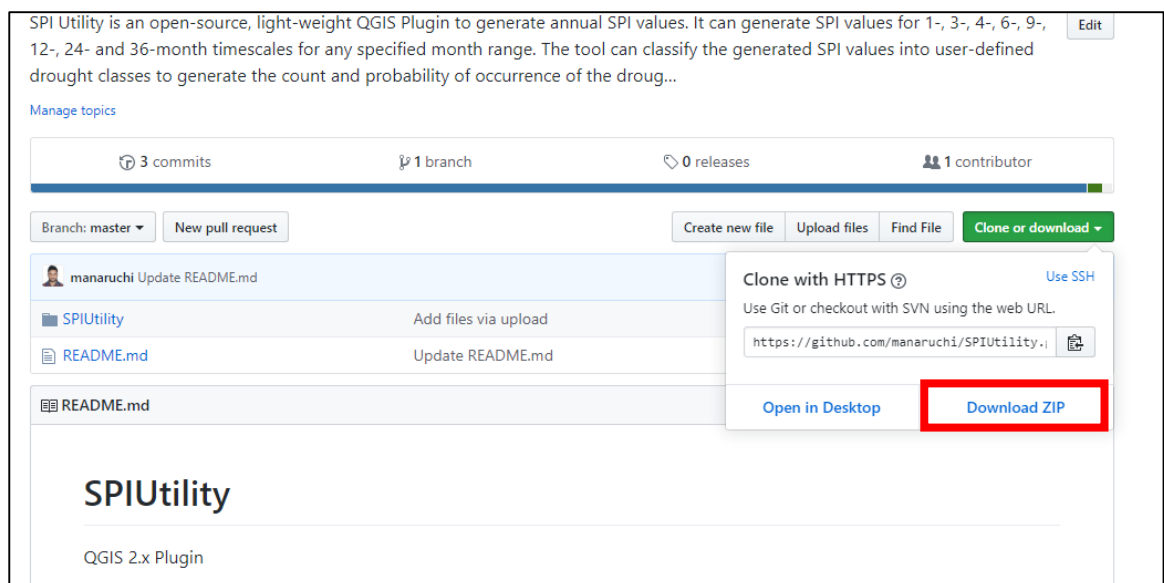 SPI Utility is an open-source, light-weight QGIS Plugin to generate annual SPI values. It can generate SPI values for 1-, 3-, 4-, 6-, 9-,
12-, 24- and 36-month timescales for any specified month range. The tool can classify the generated SPI values into user-defined
drought classes to generate the count and probability of occurrence of the droug...
Edit
Manage topics
3 commits
1 branch
0 releases
1 contributor
Branch: master
New pull request
Create new file
Upload files
Find File
Clone or download
manaruchi Update README.md
SPIUtility
Add files via upload
README.md
Update README.md
Clone with HTTPS ?
Use SSH
Use Git or checkout with SVN using the web URL.
https://github.com/manaruchi/SPIUtility.
Open in Desktop
Download ZIP
README.md
SPIUtility
QGIS 2.x Plugin